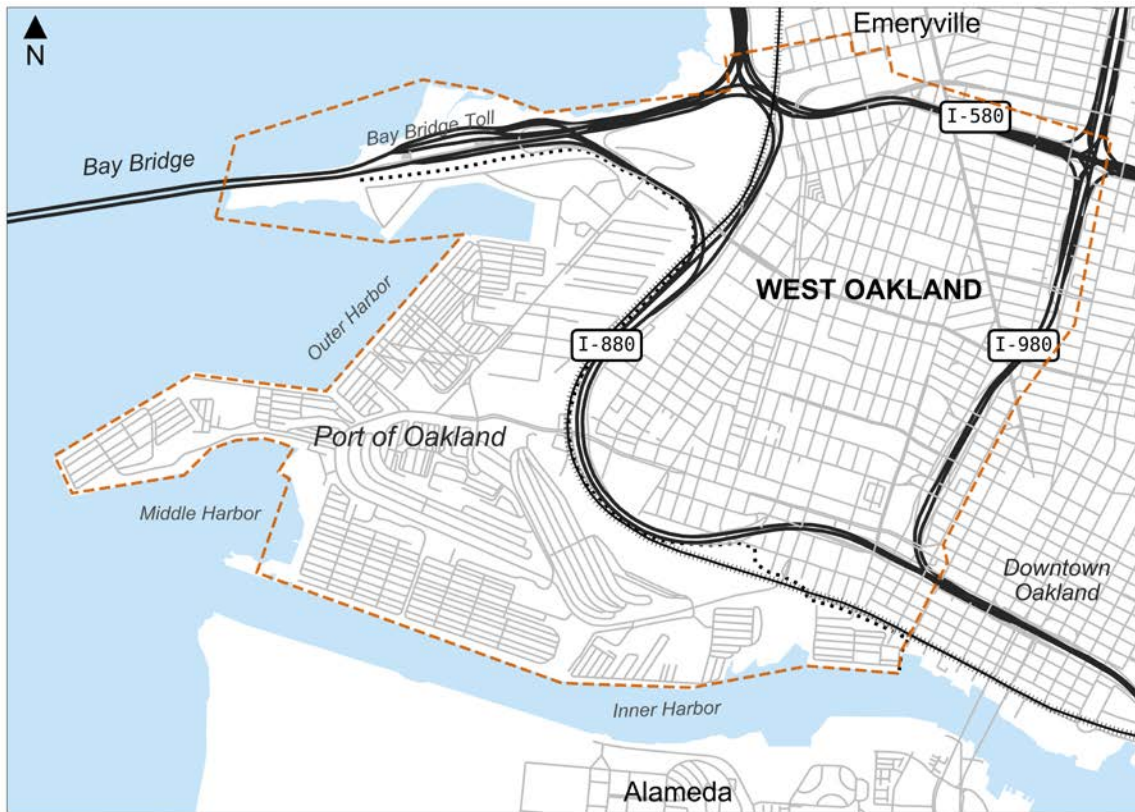 N
Emeryville
Bay Bridge Toll
I-580
Bay Bridge
WEST OAKLAND
Outer Harbor
I-880
I-980
Port of Oakland
Middle Harbor
Downtown
Oakland
Inner Harbor
Alameda